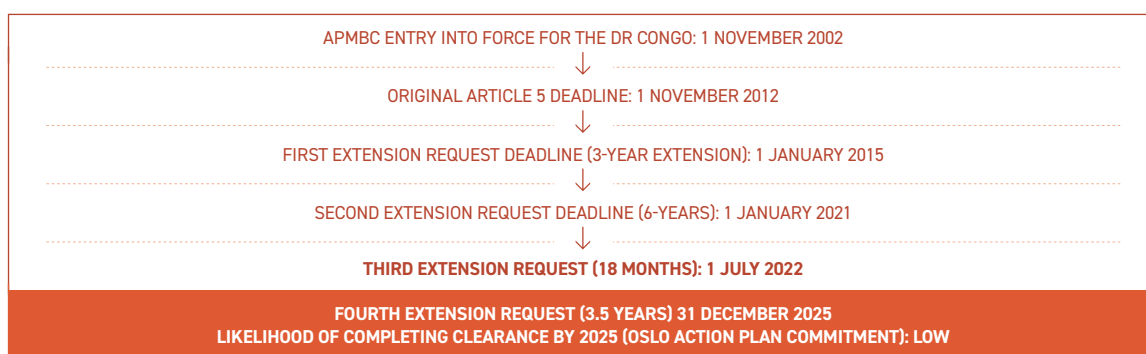 APMBC ENTRY INTO FORCE FOR THE DR CONGO: 1 NOVEMBER 2002
ORIGINAL ARTICLE 5 DEADLINE: 1 NOVEMBER 2012
FIRST EXTENSION REQUEST DEADLINE (3-YEAR EXTENSION): 1 JANUARY 2015
SECOND EXTENSION REQUEST DEADLINE (6-YEARS): 1 JANUARY 2021
THIRD EXTENSION REQUEST (18 MONTHS): 1 JULY 2022
FOURTH EXTENSION REQUEST (3.5 YEARS) 31 DECEMBER 2025
LIKELIHOOD OF COMPLETING CLEARANCE BY 2025 (OSLO ACTION PLAN COMMITMENT): LOW